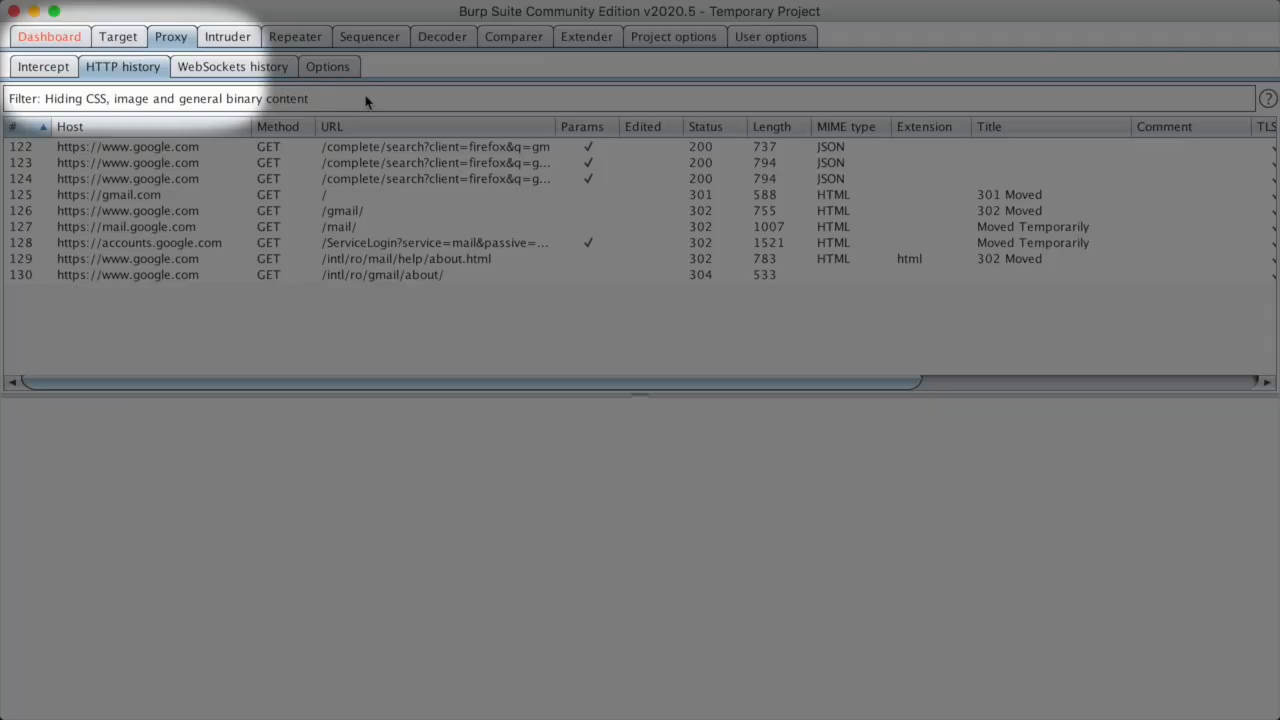 Burp Suite Community Edition v2020.5 - Temporary Project
Dashboard Target Proxy Intruder Repeater Sequencer Decoder Comparer Extender Project options User options
Intercept HTTP history WebSockets history Options
Filter: Hiding CSS, image and general binary content ?
# ▲ Host Method URL Params Edited Status Length MIME type Extension Title Comment TLS
122 https://www.google.com GET /complete/search?client=firefox&q=gm ✓ 200 737 JSON
123 https://www.google.com GET /complete/search?client=firefox&q=g... ✓ 200 794 JSON
124 https://www.google.com GET /complete/search?client=firefox&q=g... ✓ 200 794 JSON
125 https://gmail.com GET / 301 588 HTML 301 Moved
126 https://www.google.com GET /gmail/ 302 755 HTML 302 Moved
127 https://mail.google.com GET /mail/ 302 1007 HTML Moved Temporarily
128 https://accounts.google.com GET /ServiceLogin?service=mail&passive=... ✓ 302 1521 HTML Moved Temporarily
129 https://www.google.com GET /intl/ro/mail/help/about.html 302 783 HTML html 302 Moved
130 https://www.google.com GET /intl/ro/gmail/about/ 304 533